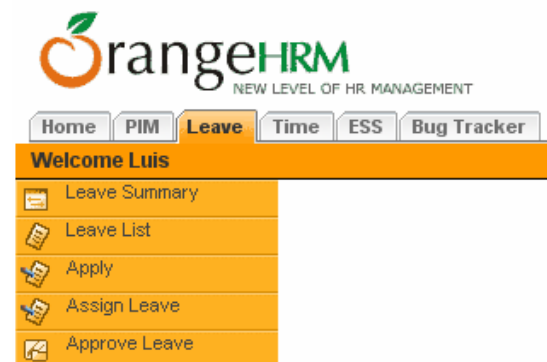 OrangeHRM
NEW LEVEL OF HR MANAGEMENT
Home PIM Leave Time ESS Bug Tracker
Welcome Luis
Leave Summary
Leave List
Apply
Assign Leave
Approve Leave